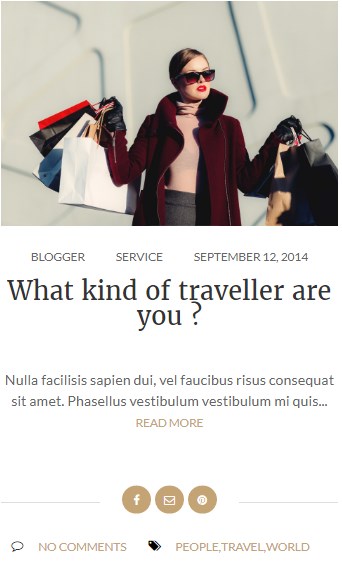 BLOGGER SERVICE SEPTEMBER 12, 2014
What kind of traveller are
you ?
Nulla facilisis sapien dui, vel faucibus risus consequat
sit amet. Phasellus vestibulum vestibulum mi quis...
READ MORE
NO COMMENTS PEOPLE,TRAVEL,WORLD